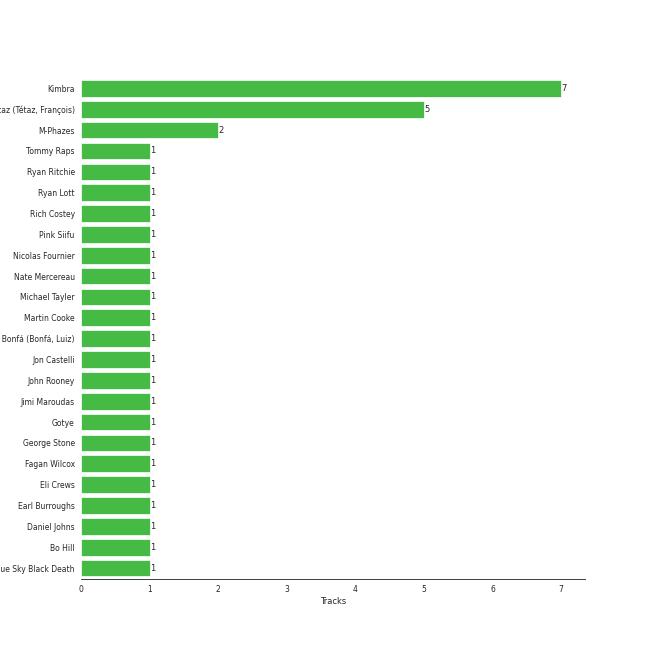 Kimbra 7
(Tétaz, François) 5
M-Phazes 2
Tommy Raps 1
Ryan Ritchie 1
Ryan Lott 1
Rich Costey 1
Pink Siifu 1
Nicolas Fournier 1
Nate Mercereau 1
Michael Tayler 1
Martin Cooke 1
Bonfá (Bonfá, Luiz) 1
Jon Castelli 1
John Rooney 1
Jimi Maroudas 1
Gotye 1
George Stone 1
Fagan Wilcox 1
Eli Crews 1
Earl Burroughs 1
Daniel Johns 1
Bo Hill 1
Sky Black Death 1
0 1 2 3 4 5 6 7
Tracks